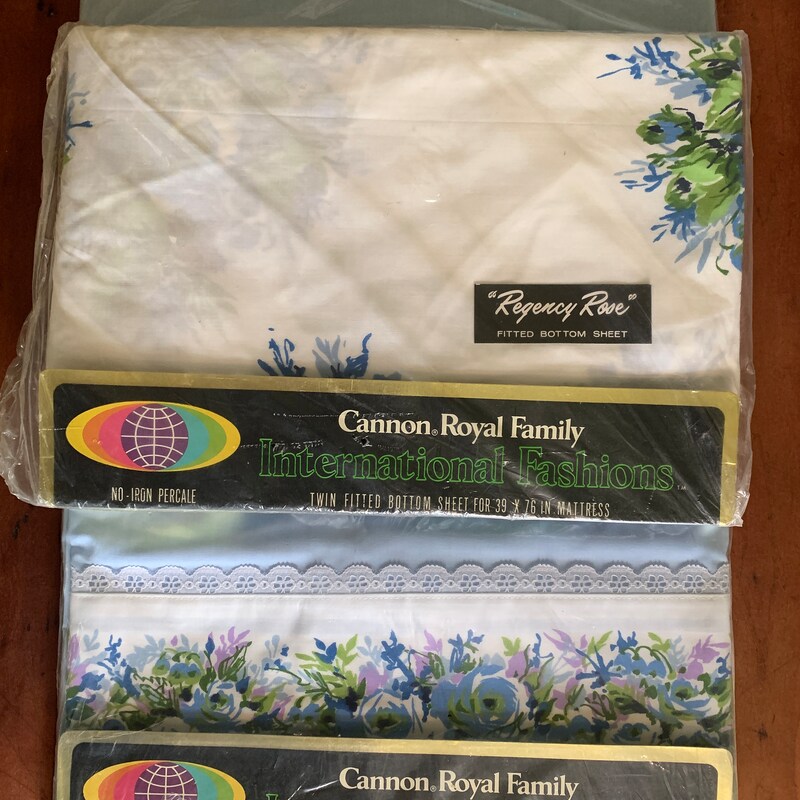 "Regency Rose"
FITTED BOTTOM SHEET
Cannon® Royal Family
International Fashions™
NO-IRON PERCALE
TWIN FITTED BOTTOM SHEET FOR 39 X 76 IN MATTRESS
Cannon® Royal Family